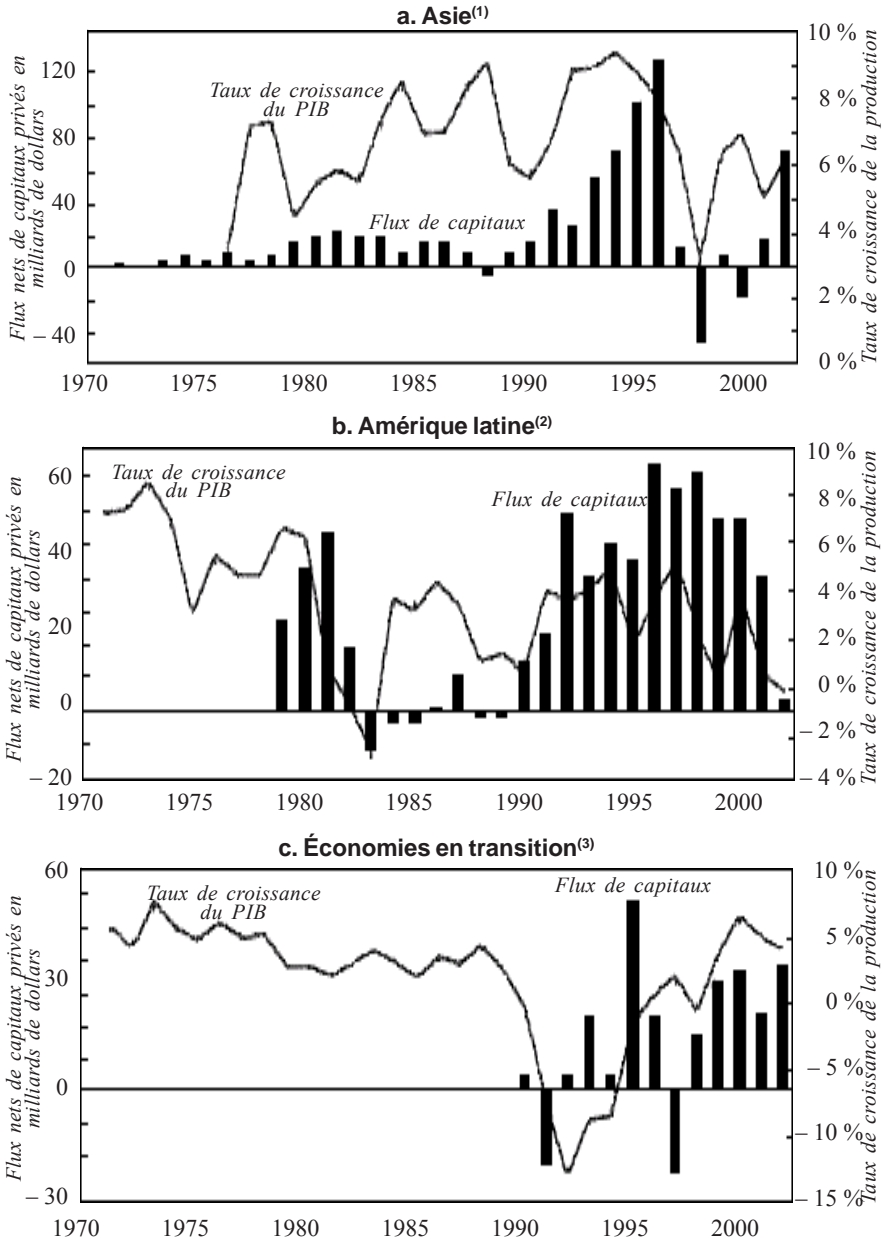 a. Asie(1)
Flux nets de capitaux privés en
milliards de dollars
120
80
40
0
– 40
Taux de croissance
du PIB
Flux de capitaux
10 %
8 %
6 %
4 %
2 %
0 %
Taux de croissance de la production
1970 1975 1980 1985 1990 1995 2000
b. Amérique latine(2)
Flux nets de capitaux privés en
milliards de dollars
60
40
20
0
– 20
Taux de croissance
du PIB
Flux de capitaux
10 %
8 %
6 %
4 %
2 %
0 %
– 2 %
– 4 %
Taux de croissance de la production
1970 1975 1980 1985 1990 1995 2000
c. Économies en transition(3)
Flux nets de capitaux privés en
milliards de dollars
60
30
0
– 30
Taux de croissance
du PIB
Flux de capitaux
10 %
5 %
0 %
– 5 %
– 10 %
– 15 %
Taux de croissance de la production
1970 1975 1980 1985 1990 1995 2000